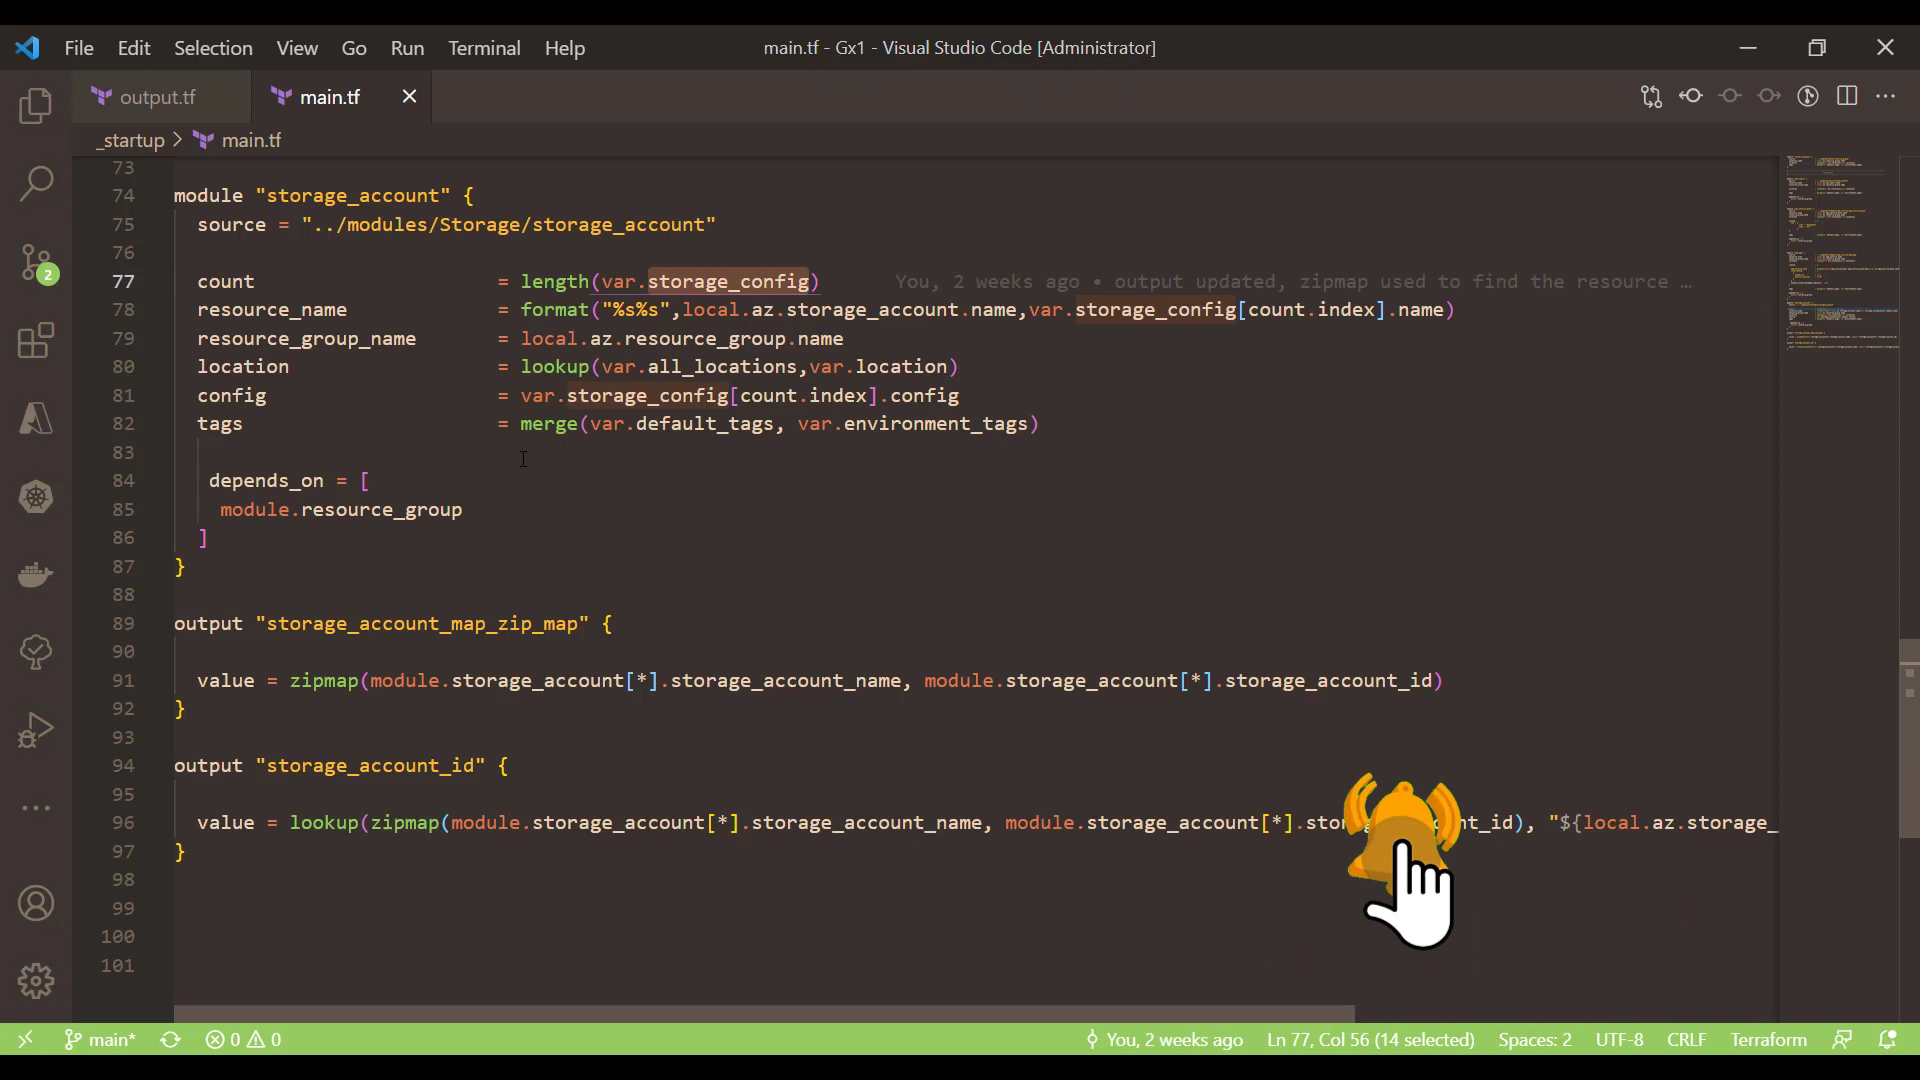 File Edit Selection View Go Run Terminal Help
main.tf - Gx1 - Visual Studio Code [Administrator]
output.tf
main.tf
_startup > main.tf
73
74 module "storage_account" {
75 source = "../modules/Storage/storage_account"
76
77 count = length(var.storage_config) You, 2 weeks ago • output updated, zipmap used to find the resource …
78 resource_name = format("%s%s",local.az.storage_account.name,var.storage_config[count.index].name)
79 resource_group_name = local.az.resource_group.name
80 location = lookup(var.all_locations,var.location)
81 config = var.storage_config[count.index].config
82 tags = merge(var.default_tags, var.environment_tags)
83
84 depends_on = [
85 module.resource_group
86 ]
87 }
88
89 output "storage_account_map_zip_map" {
90
91 value = zipmap(module.storage_account[*].storage_account_name, module.storage_account[*].storage_account_id)
92 }
93
94 output "storage_account_id" {
95
96 value = lookup(zipmap(module.storage_account[*].storage_account_name, module.storage_account[*].sto nt_id), "${local.az.storage_
97 }
98
99
100
101
2
main* 0 0 You, 2 weeks ago Ln 77, Col 56 (14 selected) Spaces: 2 UTF-8 CRLF Terraform